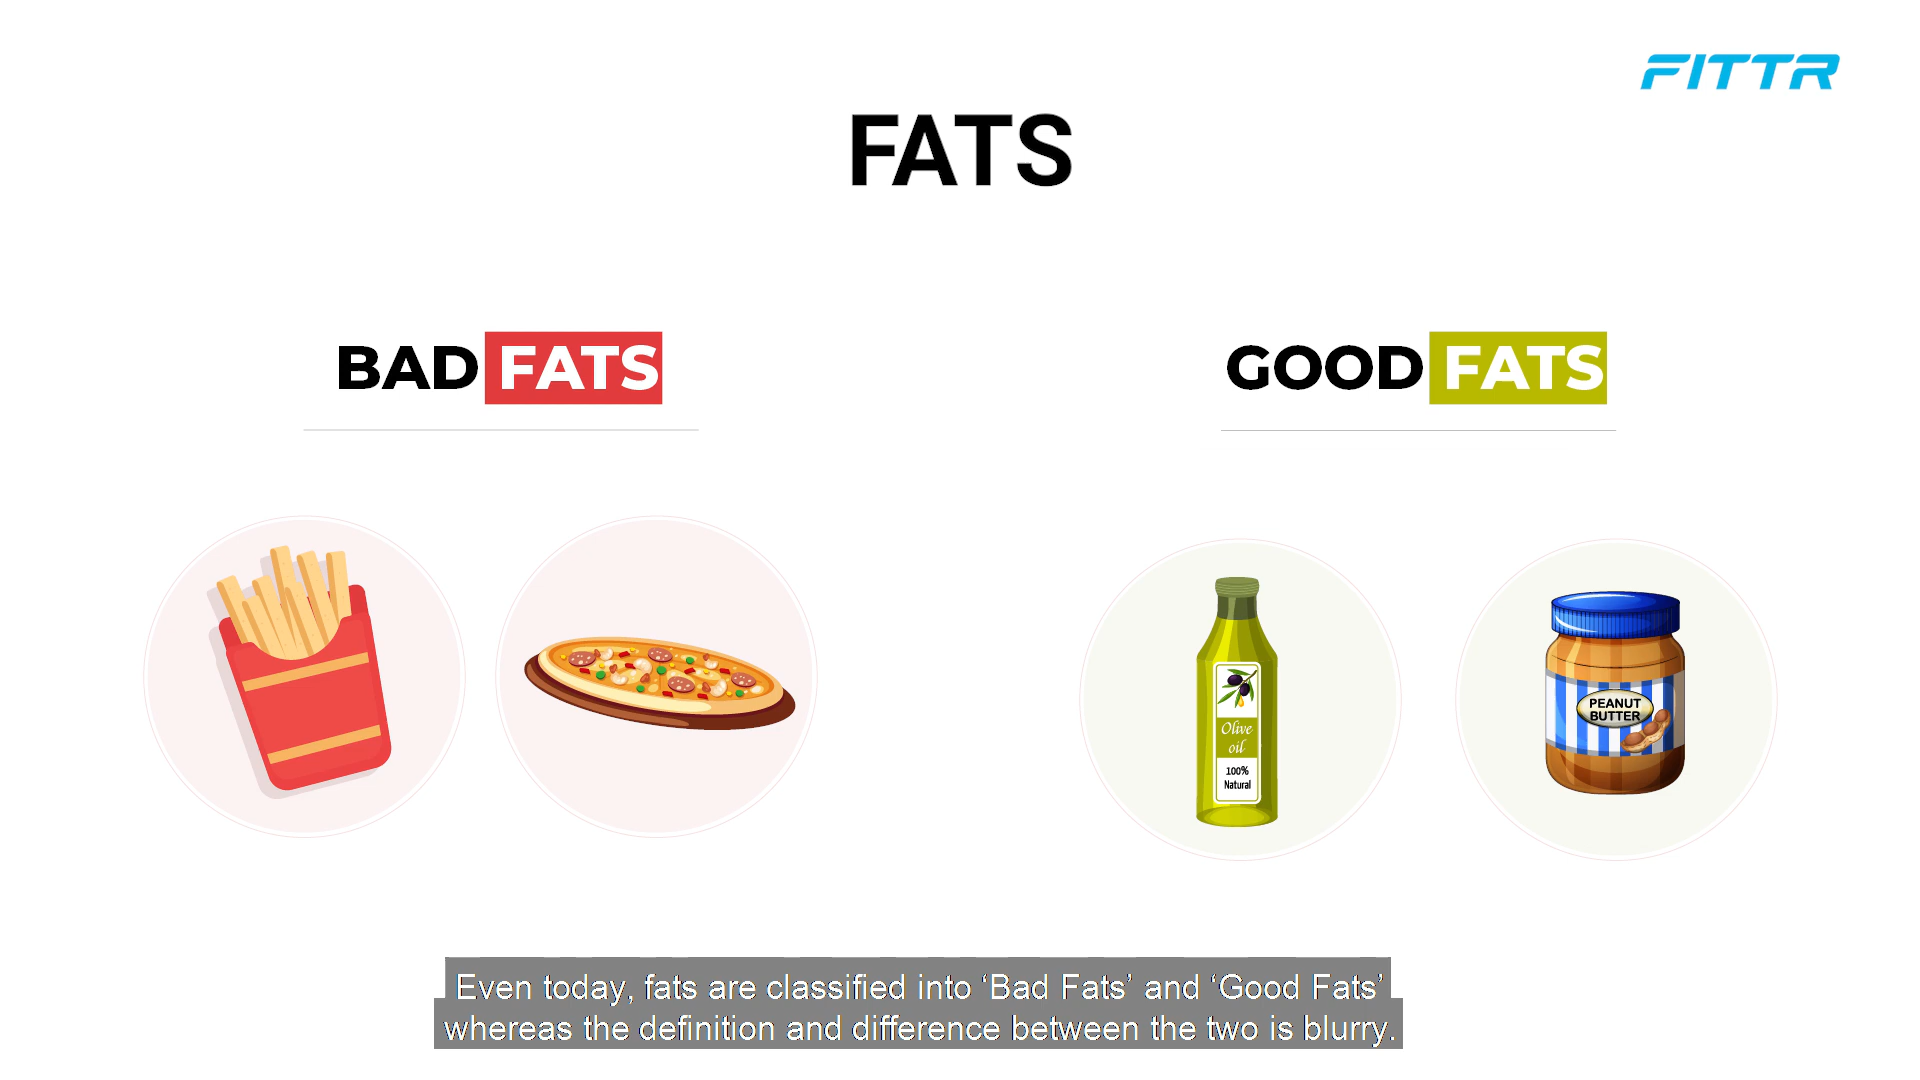 FITTR
FATS
BAD FATS
GOOD FATS
Olive
oil
100%
Natural
PEANUT
BUTTER
Even today, fats are classified into ‘Bad Fats’ and ‘Good Fats’
whereas the definition and difference between the two is blurry.